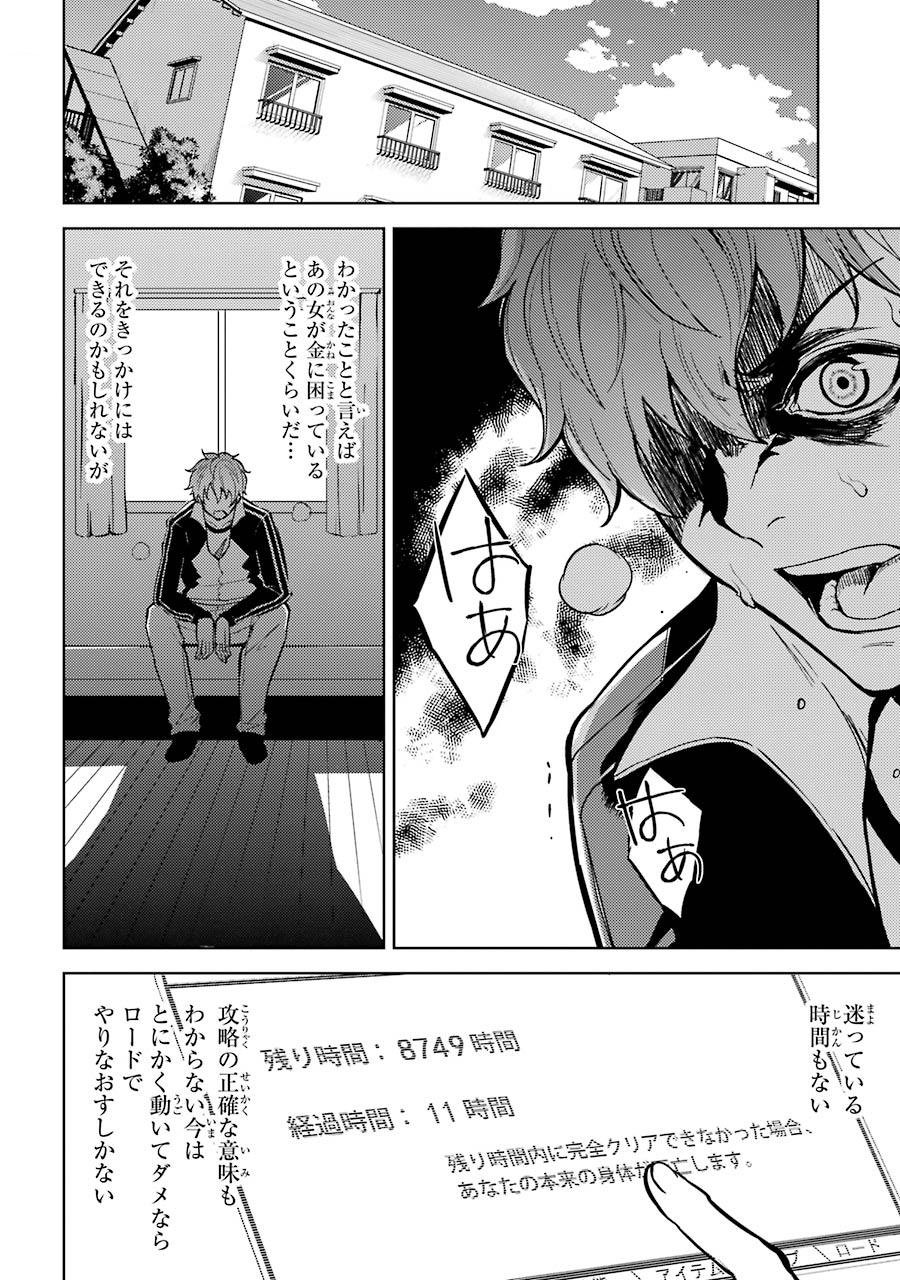 はあ
はあ
わかったことと言えば
あの女が金に困っている
ということくらいだ…
それをきっかけには
できるのかもしれないが
迷っている
時間もない
残り時間：8749時間
経過時間：11時間
残り時間内に完全クリアできなかった場合、
あなたの本来の身体が死亡します。
アイテム
ロード
攻略の正確な意味も
わからない今は
とにかく動いてダメなら
ロードで
やりなおすしかない